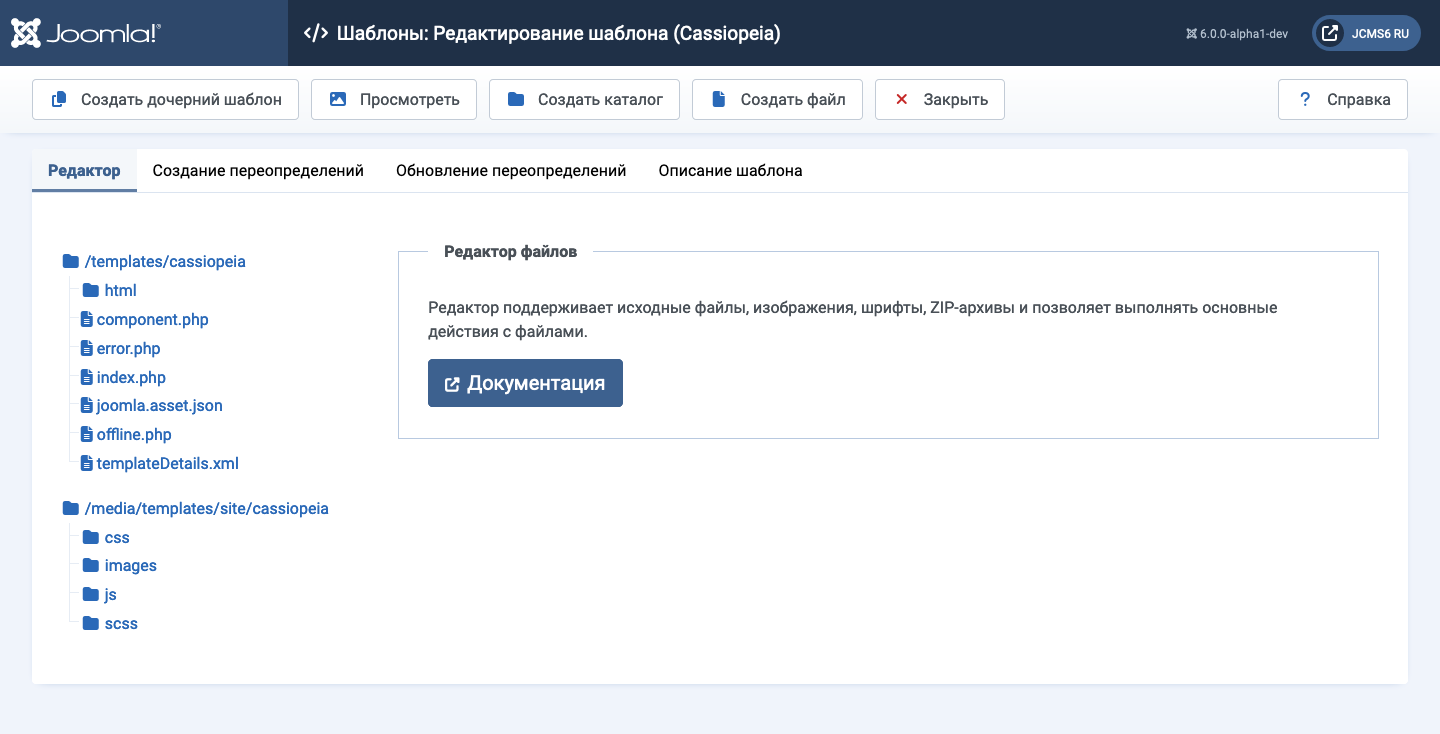 Joomla!®
Шаблоны: Редактирование шаблона (Cassiopeia)
6.0.0-alpha1-dev
JCMS6 RU
Создать дочерний шаблон
Просмотреть
Создать каталог
Создать файл
Закрыть
? Справка
Редактор
Создание переопределений
Обновление переопределений
Описание шаблона
/templates/cassiopeia
html
component.php
error.php
index.php
joomla.asset.json
offline.php
templateDetails.xml
/media/templates/site/cassiopeia
css
images
js
scss
Редактор файлов
Редактор поддерживает исходные файлы, изображения, шрифты, ZIP-архивы и позволяет выполнять основные
действия с файлами.
Документация